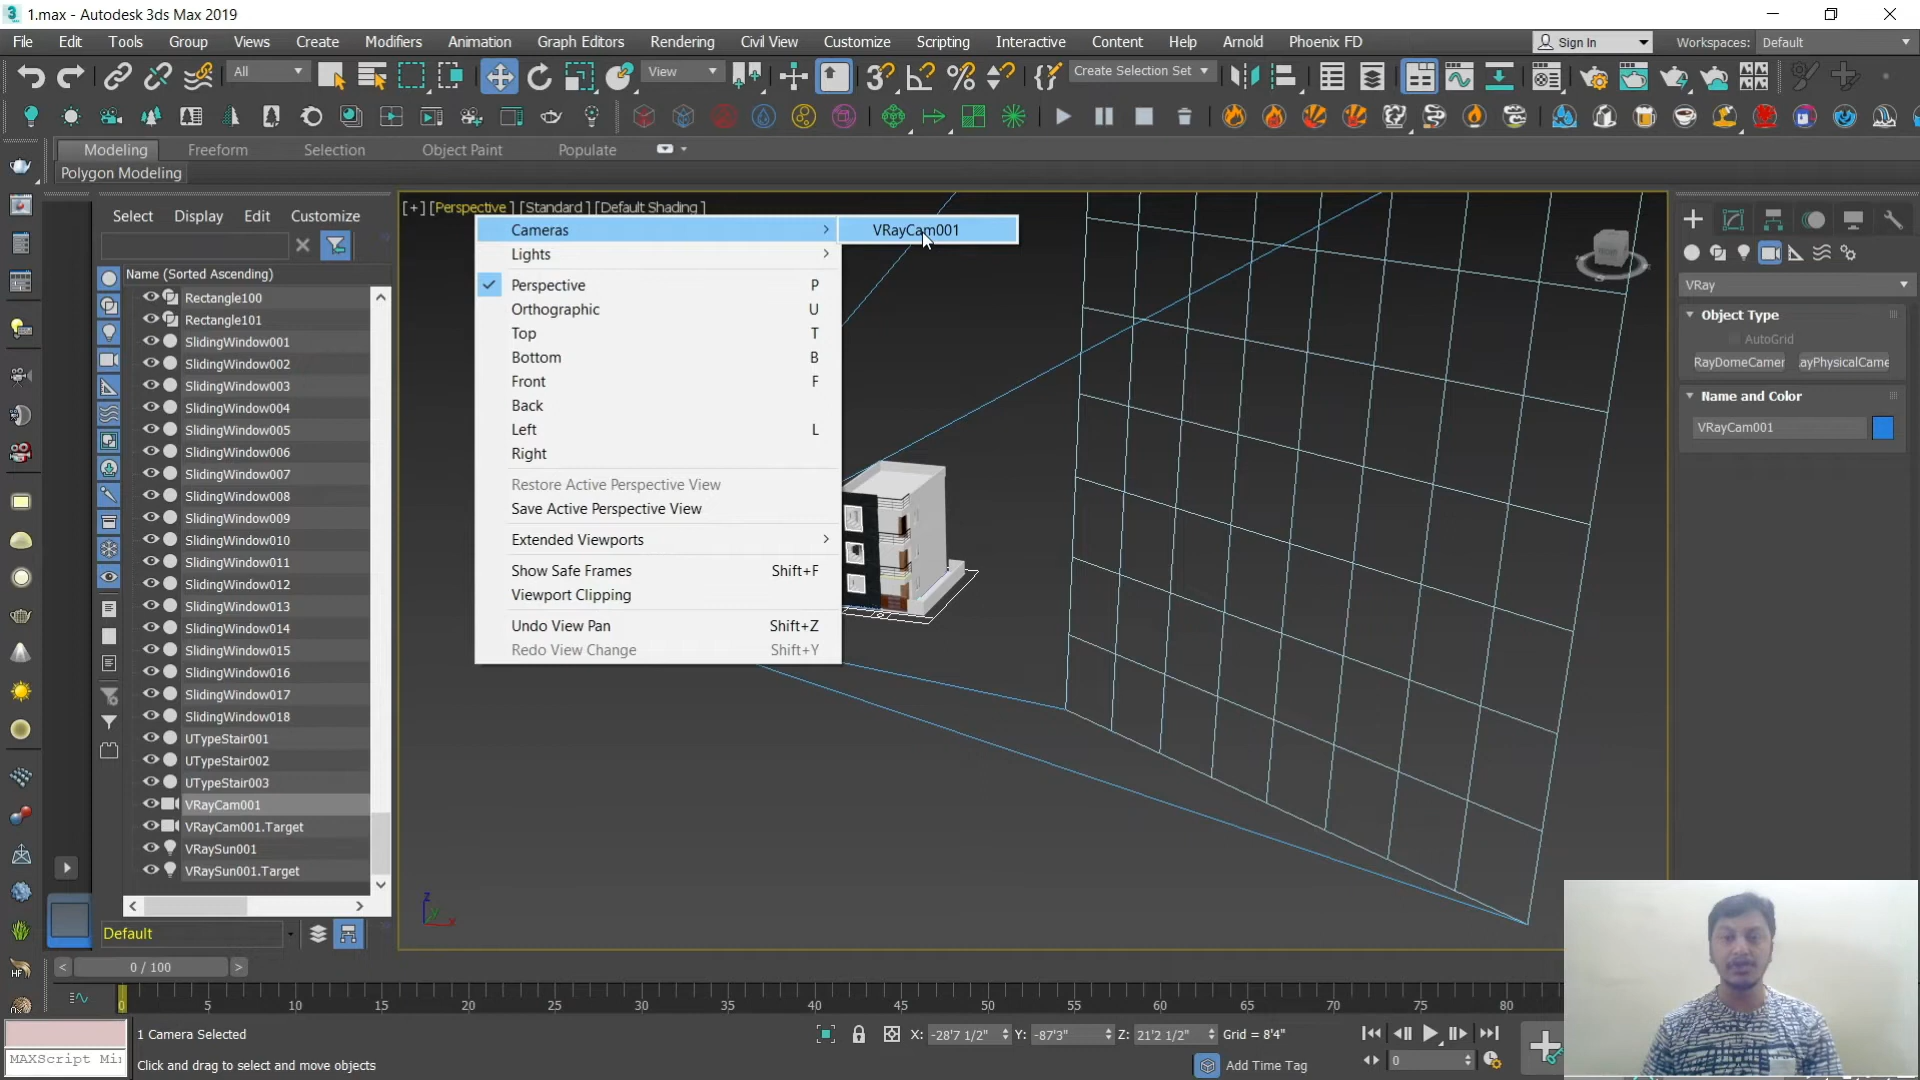 1.max - Autodesk 3ds Max 2019
File Edit Tools Group Views Create Modifiers Animation Graph Editors Rendering Civil View Customize Scripting Interactive Content Help Arnold Phoenix FD Sign In Workspaces: Default
All View Create Selection Set
Modeling Freeform Selection Object Paint Populate
Polygon Modeling
Select Display Edit Customize
Name (Sorted Ascending)
Rectangle100
Rectangle101
SlidingWindow001
SlidingWindow002
SlidingWindow003
SlidingWindow004
SlidingWindow005
SlidingWindow006
SlidingWindow007
SlidingWindow008
SlidingWindow009
SlidingWindow010
SlidingWindow011
SlidingWindow012
SlidingWindow013
SlidingWindow014
SlidingWindow015
SlidingWindow016
SlidingWindow017
SlidingWindow018
UTypeStair001
UTypeStair002
UTypeStair003
VRayCam001
VRayCam001.Target
VRaySun001
VRaySun001.Target
Default
[+] [Perspective ] [Standard ] [Default Shading ]
Cameras
VRayCam001
Lights
Perspective P
Orthographic U
Top T
Bottom B
Front F
Back
Left L
Right
Restore Active Perspective View
Save Active Perspective View
Extended Viewports
Show Safe Frames Shift+F
Viewport Clipping
Undo View Pan Shift+Z
Redo View Change Shift+Y
z
x
VRay
Object Type
AutoGrid
RayDomeCamer ayPhysicalCame
Name and Color
VRayCam001
HF
< 0 / 100 >
0 5 10 15 20 25 30 35 40 45 50 55 60 65 70 75 80
1 Camera Selected X: -28'7 1/2" Y: -87'3" Z: 21'2 1/2" Grid = 8'4"
MAXScript Mi
Click and drag to select and move objects Add Time Tag 0